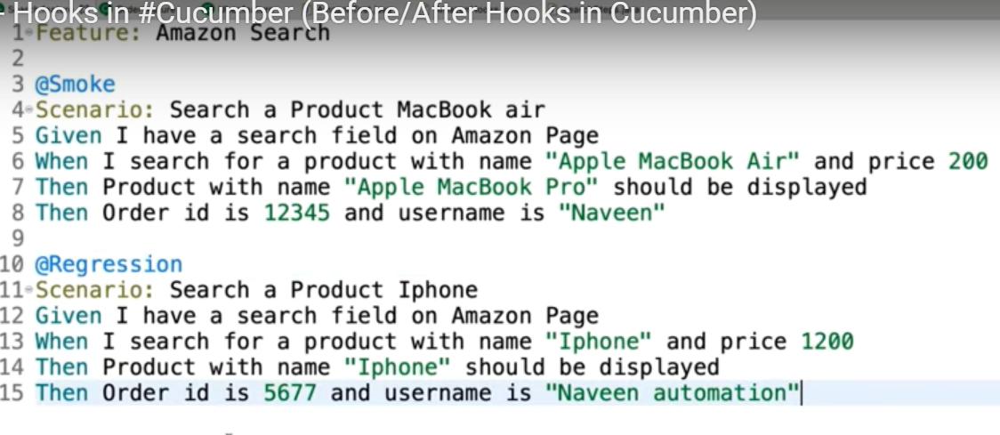 - Hooks in #Cucumber (Before/After Hooks in Cucumber)
1 Feature: Amazon Search
2
3 @Smoke
4 Scenario: Search a Product MacBook air
5 Given I have a search field on Amazon Page
6 When I search for a product with name "Apple MacBook Air" and price 200
7 Then Product with name "Apple MacBook Pro" should be displayed
8 Then Order id is 12345 and username is "Naveen"
9
10 @Regression
11 Scenario: Search a Product Iphone
12 Given I have a search field on Amazon Page
13 When I search for a product with name "Iphone" and price 1200
14 Then Product with name "Iphone" should be displayed
15 Then Order id is 5677 and username is "Naveen automation"